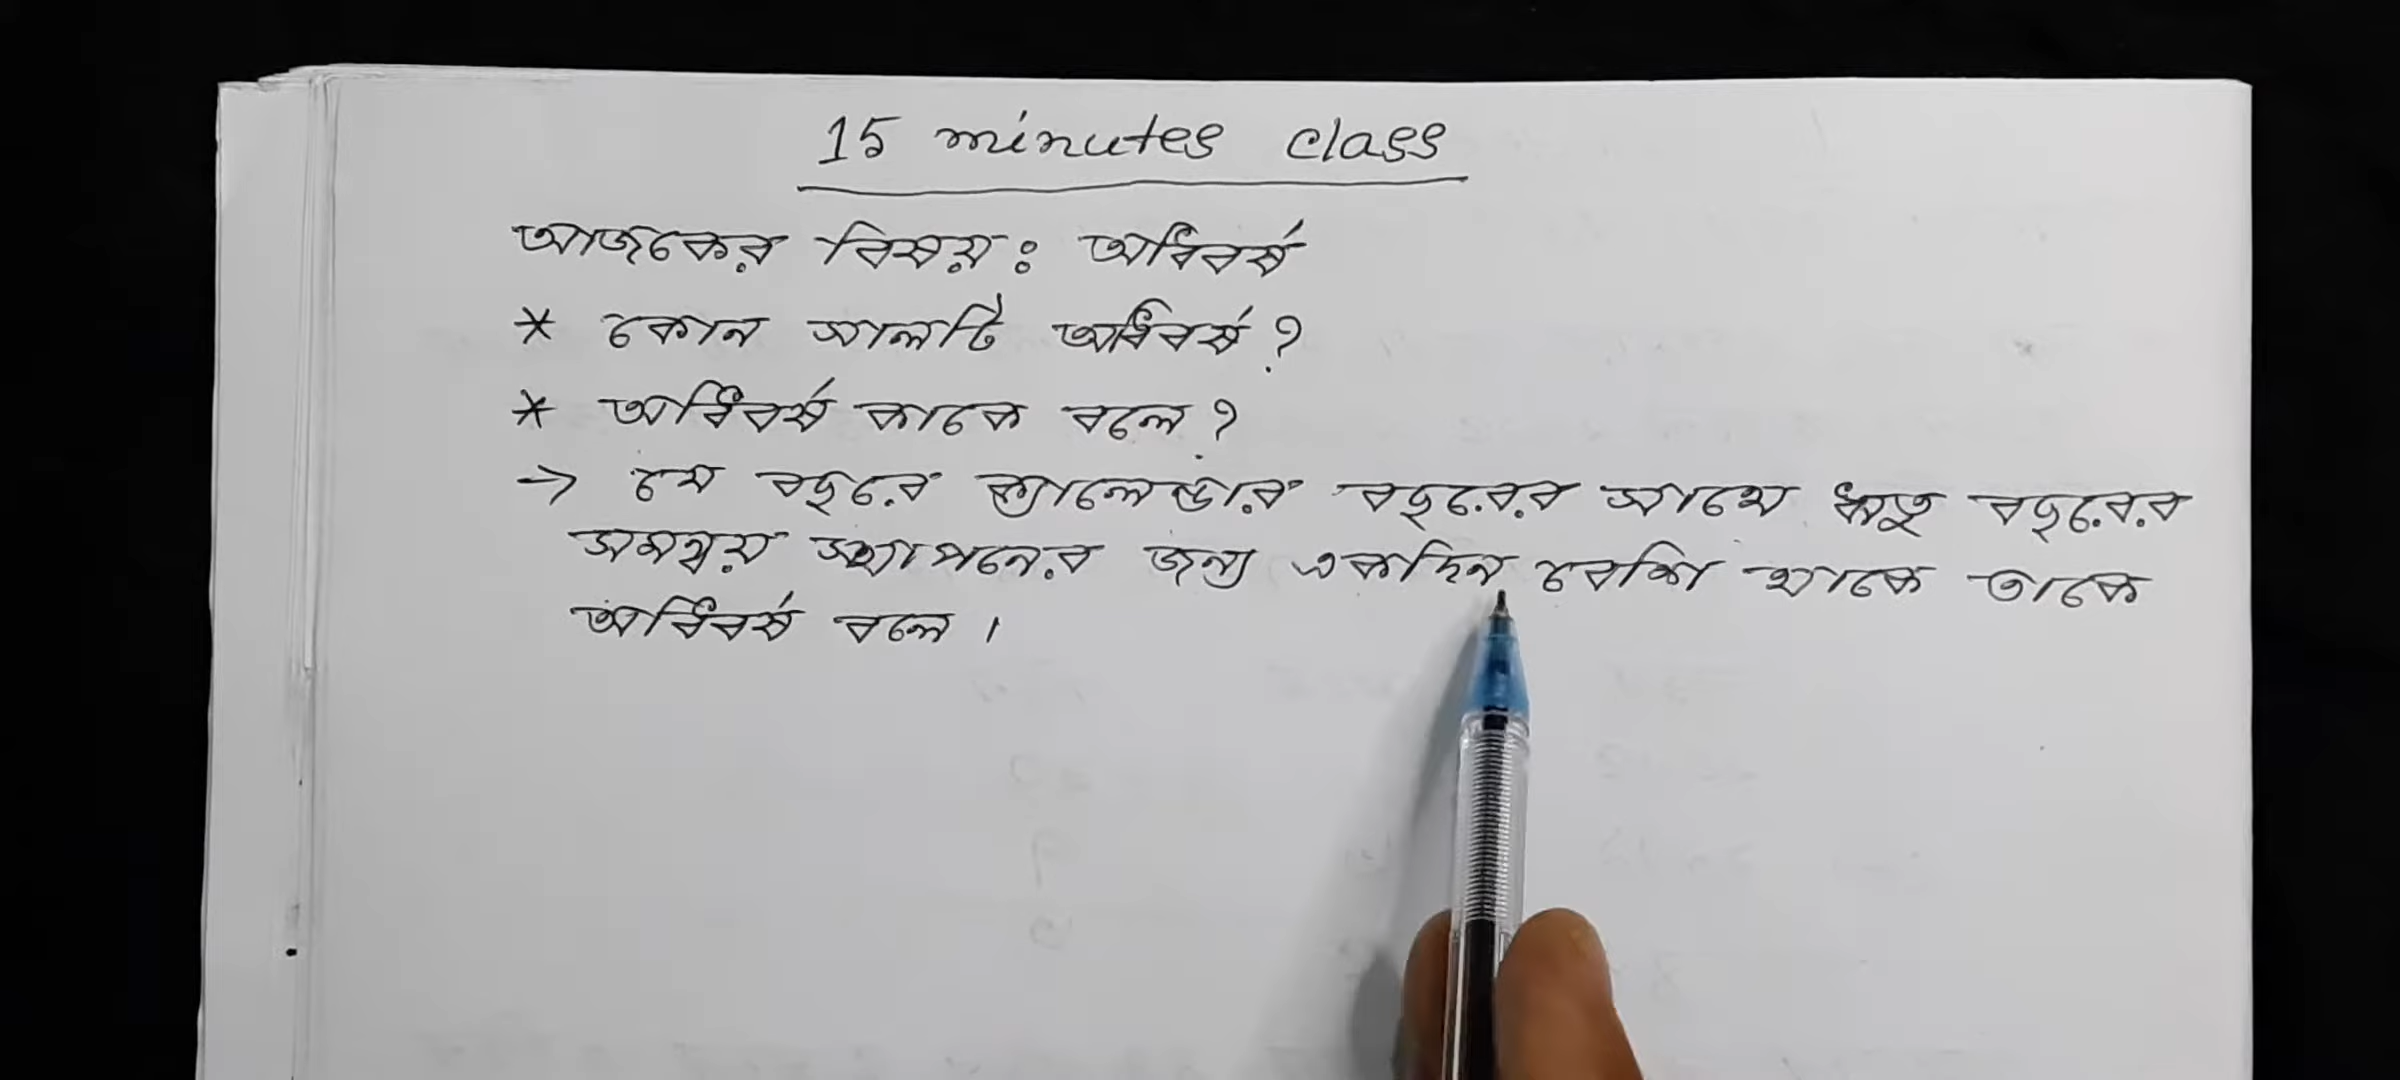 15 minutes class
আজকের বিষয়ঃ অধিবর্ষ
* কোন সালটি অধিবর্ষ?
* অধিবর্ষ কাকে বলে?
→ যে বছরে ক্যালেন্ডার বছরের সাথে ঋতু বছরের
সমন্বয় স্থাপনের জন্য একদিন বেশি থাকে তাকে
অধিবর্ষ বলে।